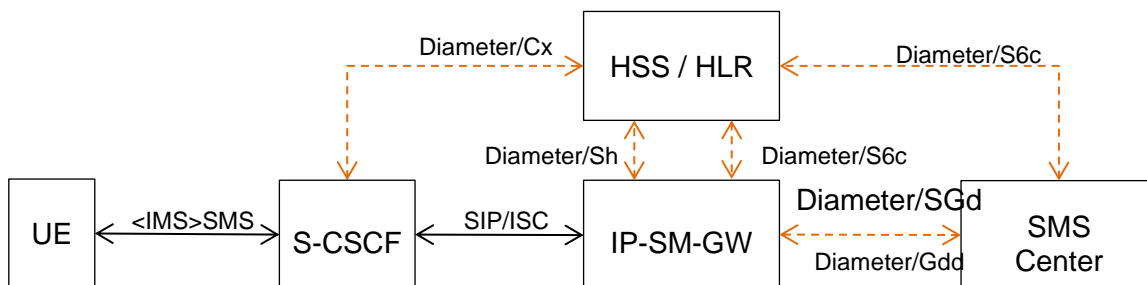 Diameter/Cx
HSS / HLR
Diameter/S6c
Diameter/Sh
Diameter/S6c
UE
<IMS>SMS
S-CSCF
SIP/ISC
IP-SM-GW
Diameter/SGd
Diameter/Gdd
SMS
Center